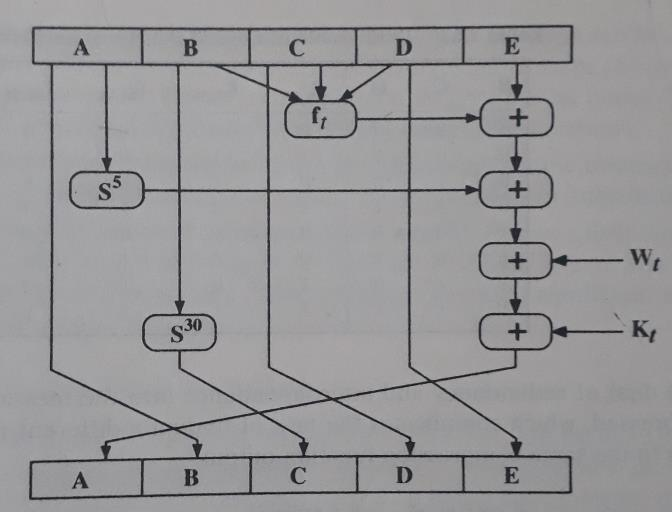 A B C D E
f_t +
S^5 +
+ W_t
S^30 + K_t
A B C D E